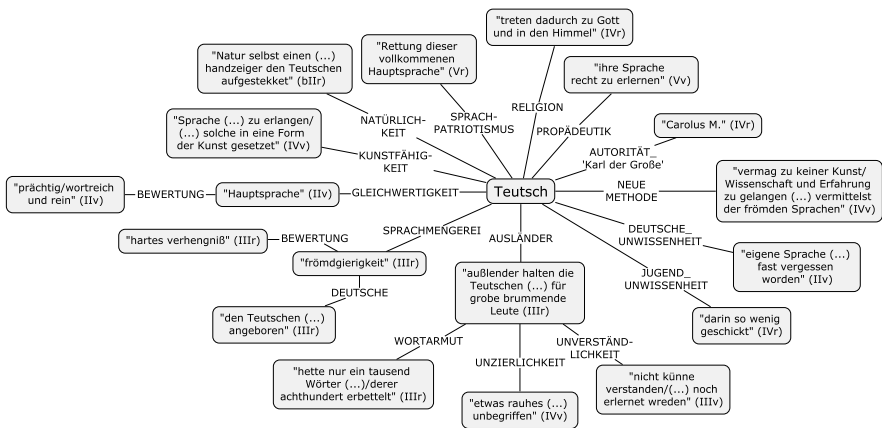 "treten dadurch zu Gott
und in den Himmel" (IVr)
"Natur selbst einen (...)
handzeiger den Teutschen
aufgestekket" (bIIr)
"Rettung dieser
vollkommenen
Hauptsprache" (Vr)
"ihre Sprache
recht zu erlernen" (Vv)
RELIGION
"Sprache (...) zu erlangen/
(...) solche in eine Form
der Kunst gesetzet" (IVv)
NATÜRLICH-
KEIT
SPRACH-
PATRIOTISMUS
PROPÄDEUTIK
"Carolus M." (IVr)
KUNSTFÄHIG-
KEIT
AUTORITÄT_
'Karl der Große'
"prächtig/wortreich
und rein" (IIv)
BEWERTUNG
"Hauptsprache" (IIv)
GLEICHWERTIGKEIT
Teutsch
NEUE
METHODE
"vermag zu keiner Kunst/
Wissenschaft und Erfahrung
zu gelangen (...) vermittelst
der frömden Sprachen" (IVv)
"hartes verhengniß" (IIIr)
BEWERTUNG
SPRACHMENGEREI
AUSLÄNDER
DEUTSCHE_
UNWISSENHEIT
"frömdgierigkeit" (IIIr)
"eigene Sprache (...)
fast vergessen
worden" (IIv)
DEUTSCHE
"außlender halten die
Teutschen (...) für
grobe brummende
Leute (IIIr)
JUGEND_
UNWISSENHEIT
"den Teutschen (...)
angeboren" (IIIr)
"darin so wenig
geschickt" (IVr)
WORTARMUT
UNZIERLICHKEIT
UNVERSTÄND-
LICHKEIT
"hette nur ein tausend
Wörter (...)/derer
achthundert erbettelt" (IIIr)
"etwas rauhes (...)
unbegriffen" (IVv)
"nicht künne
verstanden/(...) noch
erlernet wreden" (IIIv)